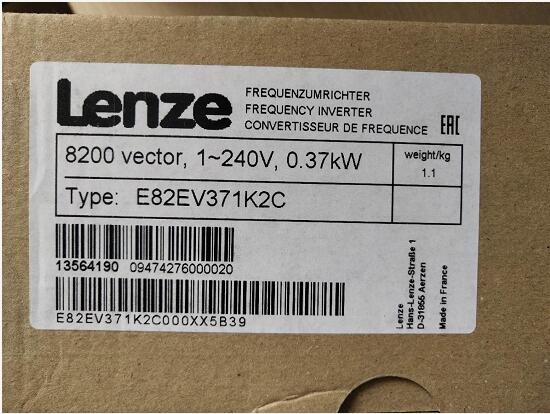 Lenze
FREQUENZUMRICHTER
FREQUENCY INVERTER
CONVERTISSEUR DE FREQUENCE
EAC
8200 vector, 1~240V, 0.37kW
weight/kg
1.1
Type: E82EV371K2C
13564190 09474276000020
E82EV371K2C000XX5B39
Lenze
Hans-Lenze-Straße 1
D-31855 Aerzen
Made in France